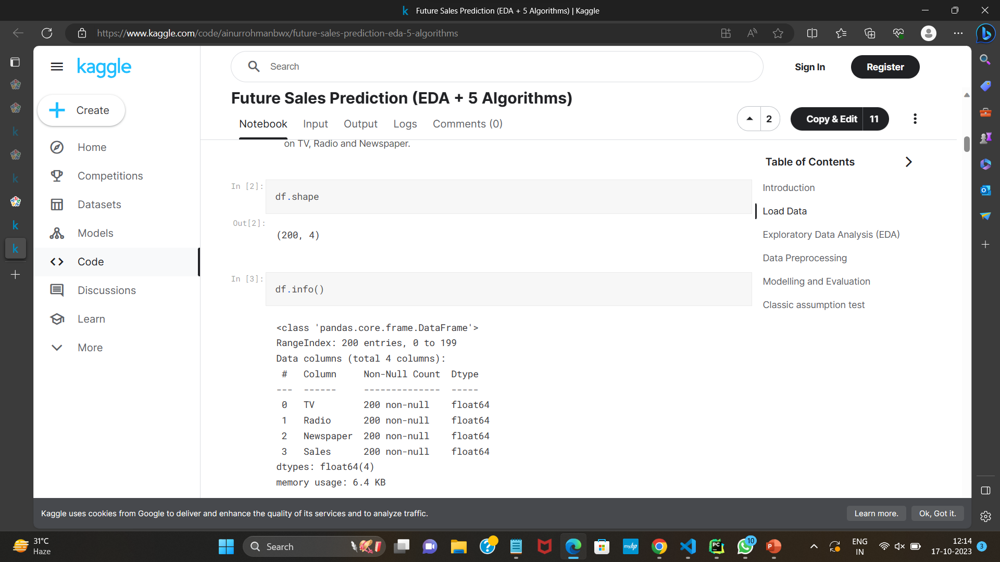 Future Sales Prediction (EDA + 5 Algorithms) | Kaggle
https://www.kaggle.com/code/ainurrohmanbwx/future-sales-prediction-eda-5-algorithms
kaggle
Search
Sign In
Register
Create
Future Sales Prediction (EDA + 5 Algorithms)
Notebook
Input
Output
Logs
Comments (0)
2
Copy & Edit
11
Home
Competitions
Datasets
Models
Code
Discussions
Learn
More
on TV, Radio and Newspaper.
In [2]:
df.shape
Out[2]:
(200, 4)
In [3]:
df.info()
<class 'pandas.core.frame.DataFrame'>
RangeIndex: 200 entries, 0 to 199
Data columns (total 4 columns):
 #   Column     Non-Null Count  Dtype
---  ------     --------------  -----
 0   TV         200 non-null    float64
 1   Radio      200 non-null    float64
 2   Newspaper  200 non-null    float64
 3   Sales      200 non-null    float64
dtypes: float64(4)
memory usage: 6.4 KB
Table of Contents
Introduction
Load Data
Exploratory Data Analysis (EDA)
Data Preprocessing
Modelling and Evaluation
Classic assumption test
Kaggle uses cookies from Google to deliver and enhance the quality of its services and to analyze traffic.
Learn more.
Ok, Got it.
31°C
Haze
Search
myhp
PC
10
P
ENG
IN
12:14
17-10-2023
3